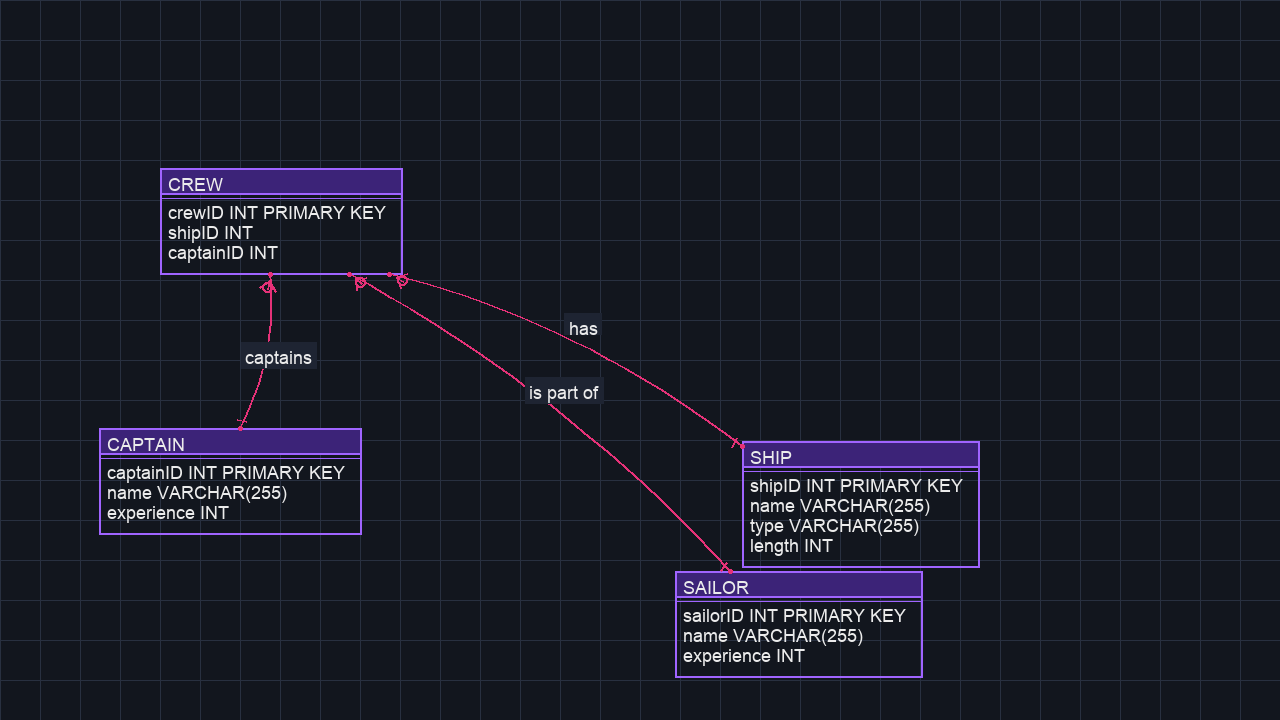 CREW
crewID INT PRIMARY KEY
shipID INT
captainID INT
has
captains
is part of
CAPTAIN
captainID INT PRIMARY KEY
name VARCHAR(255)
experience INT
SHIP
shipID INT PRIMARY KEY
name VARCHAR(255)
type VARCHAR(255)
length INT
SAILOR
sailorID INT PRIMARY KEY
name VARCHAR(255)
experience INT